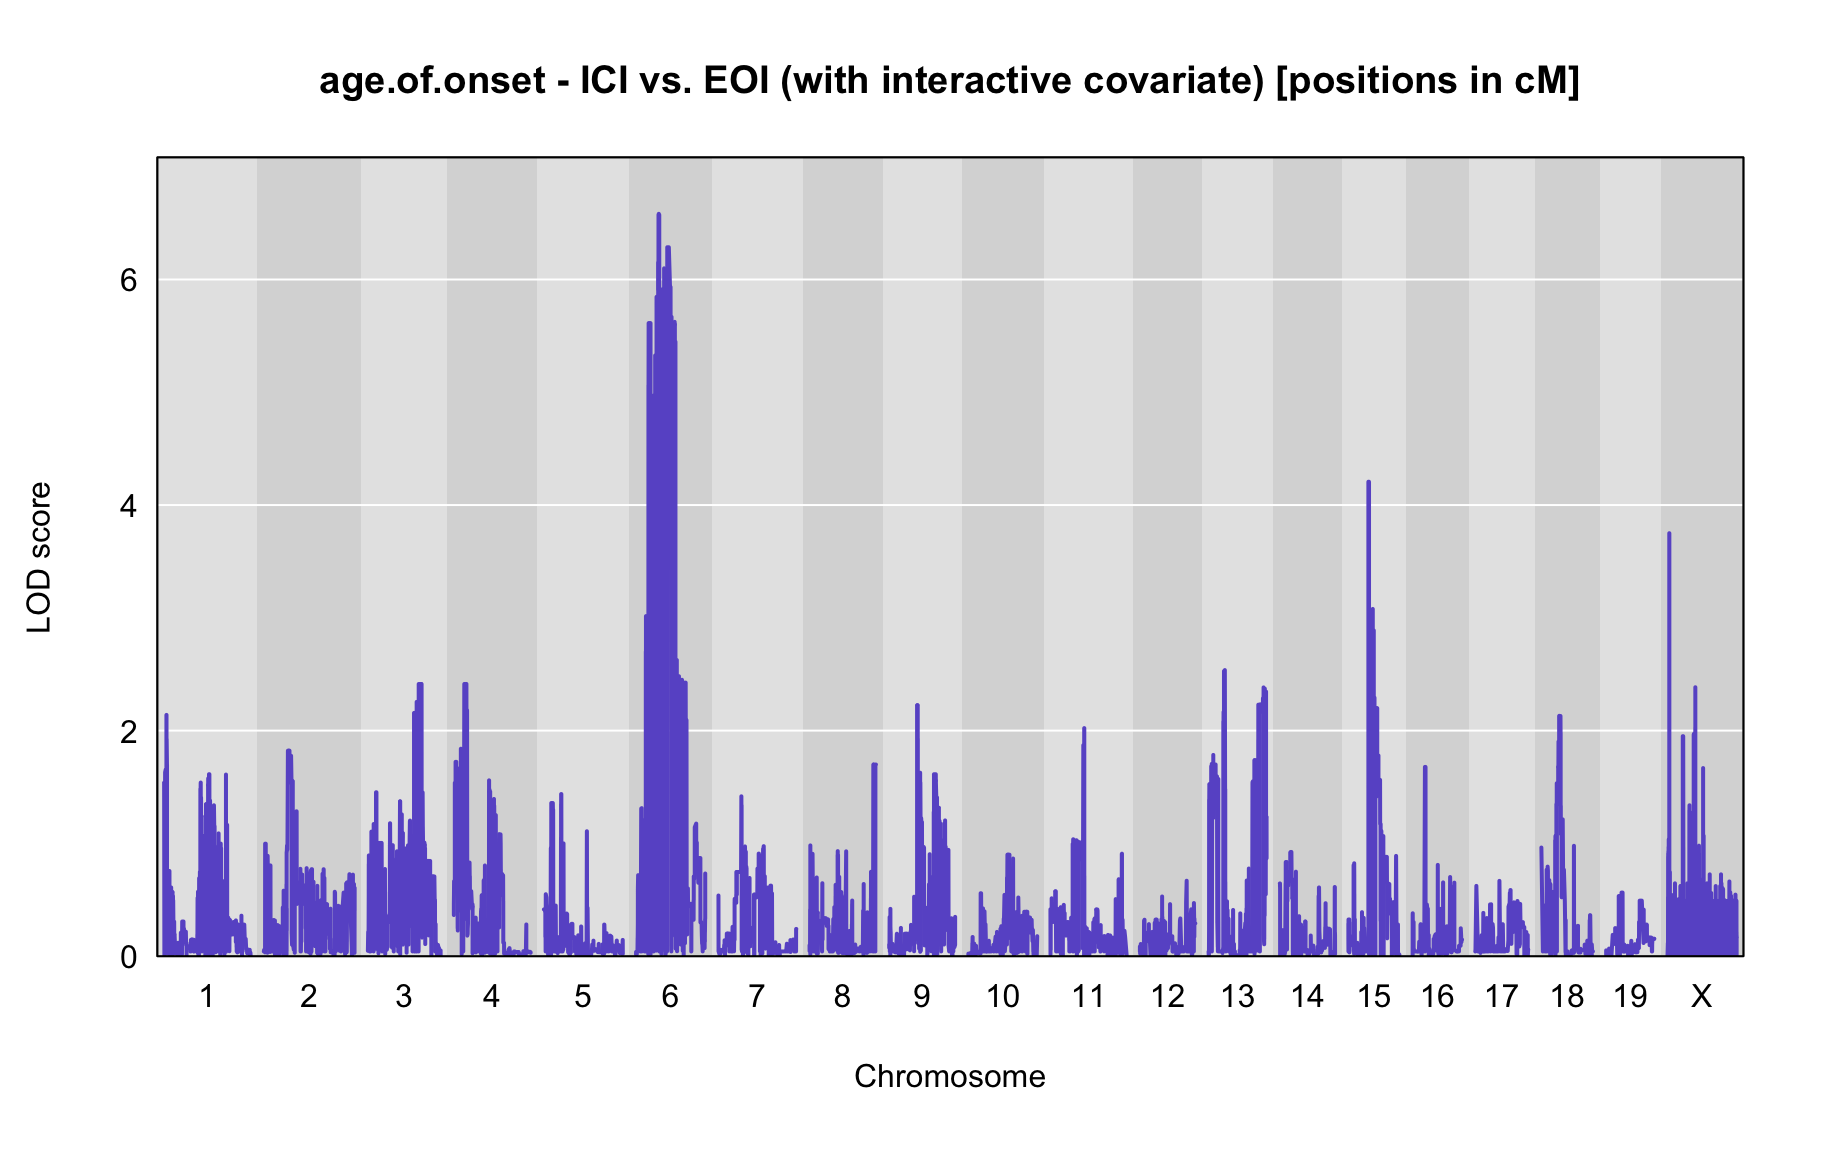 age.of.onset - ICI vs. EOI (with interactive covariate) [positions in cM]
6
4
2
0
LOD score
1 2 3 4 5 6 7 8 9 10 11 12 13 14 15 16 17 18 19 X
Chromosome